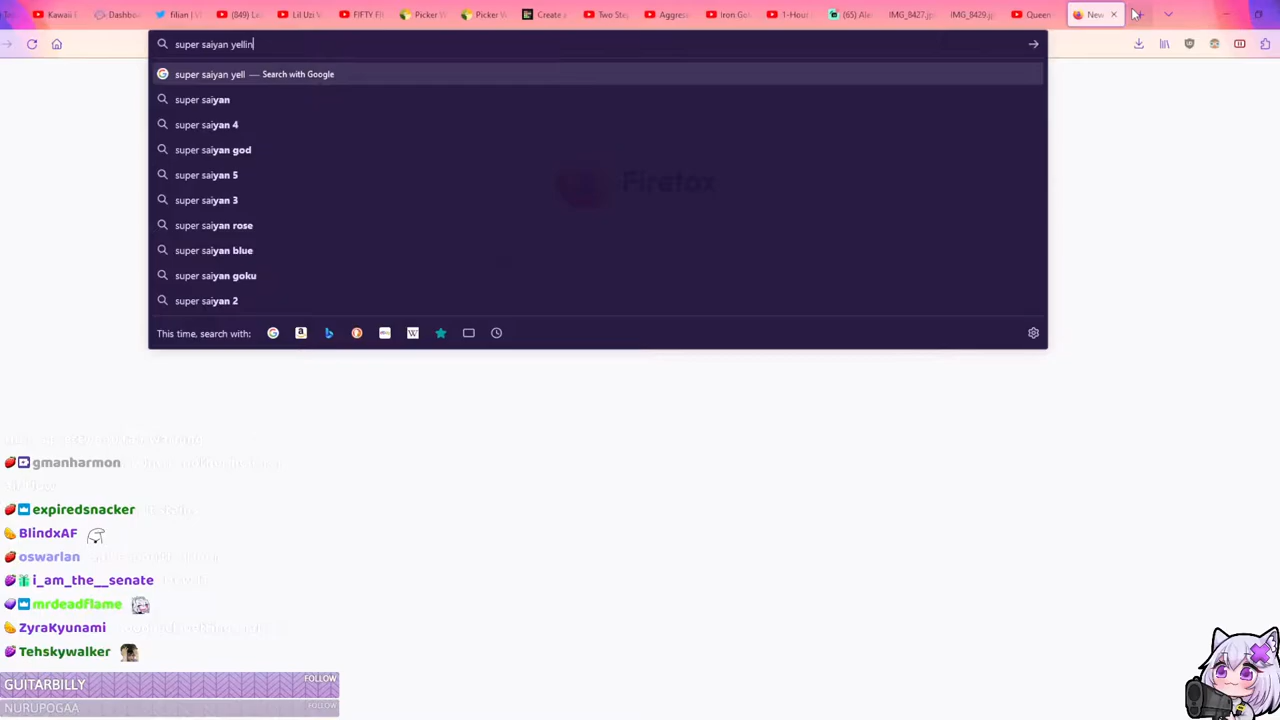 Kawaii E
Dashbo
filian | V
(849) Le
Lil Uzi V
FIFTY FI
Picker W
Picker W
Create a
Two Ste
Aggres
Iron Go
1-Hour
(65) Ale
IMG_8427.jp
IMG_8429.jp
Queen
New
super saiyan yellin
super saiyan yell — Search with Google
super saiyan
super saiyan 4
super saiyan god
super saiyan 5
super saiyan 3
super saiyan rose
super saiyan blue
super saiyan goku
super saiyan 2
Firefox
This time, search with:
gmanharmon
expiredsnacker
BlindxAF
oswarlan
i_am_the__senate
mrdeadflame
ZyraKyunami
Tehskywalker
GUITARBILLY FOLLOW
NURUPOGAA FOLLOW